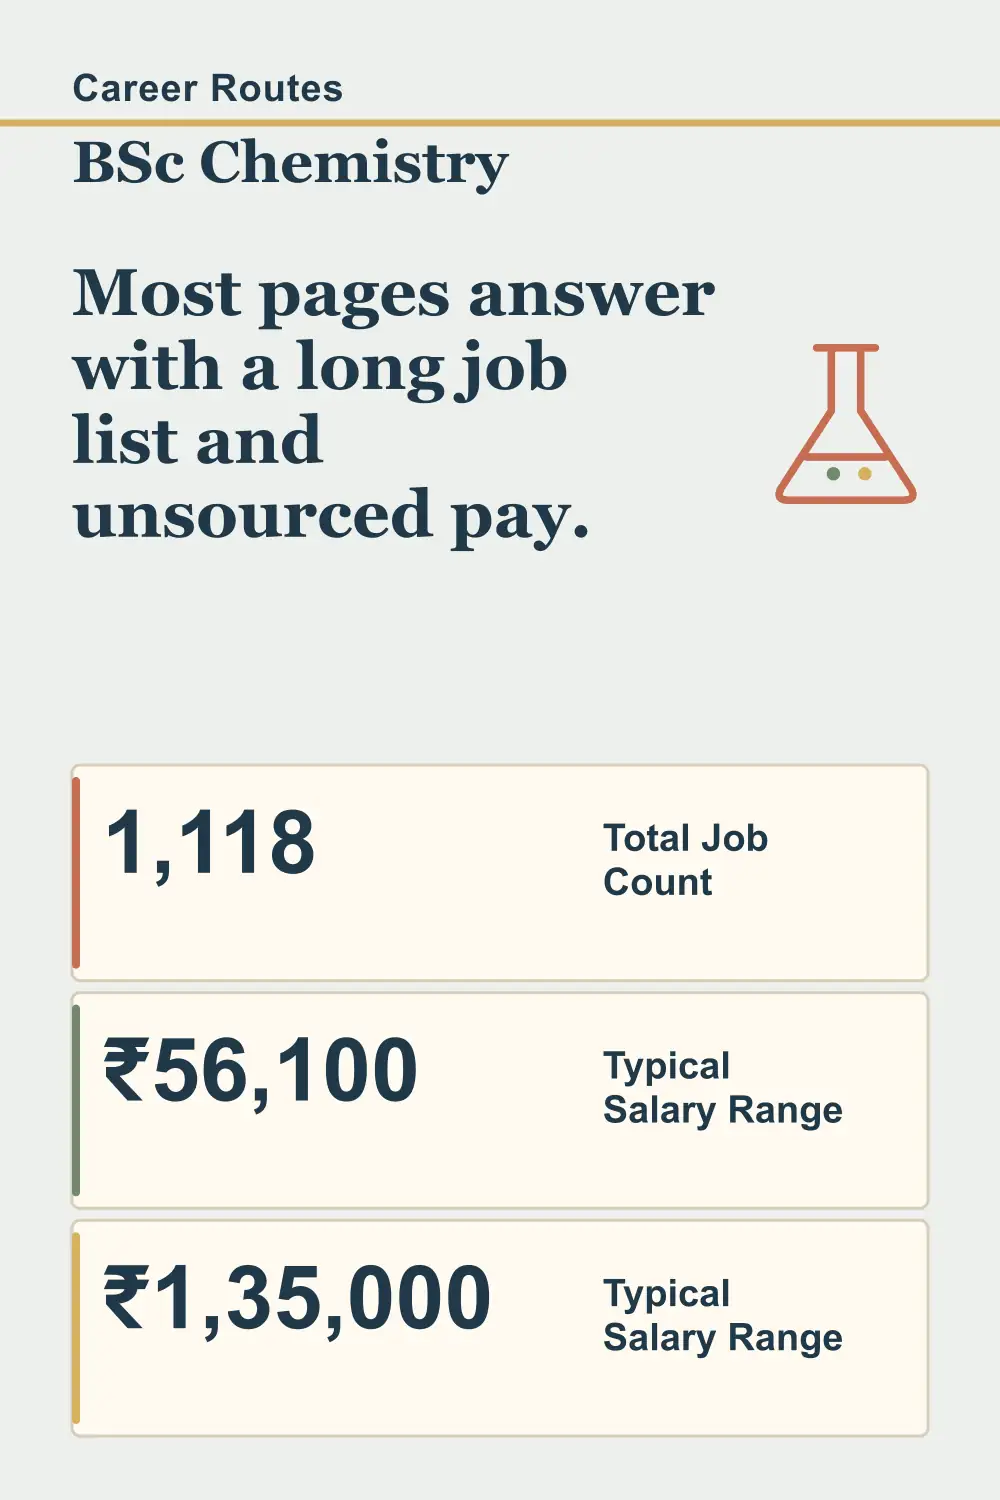 Career Routes
BSc Chemistry
Most pages answer
with a long job
list and
unsourced pay.
1,118
Total Job
Count
₹56,100
Typical
Salary Range
₹1,35,000
Typical
Salary Range